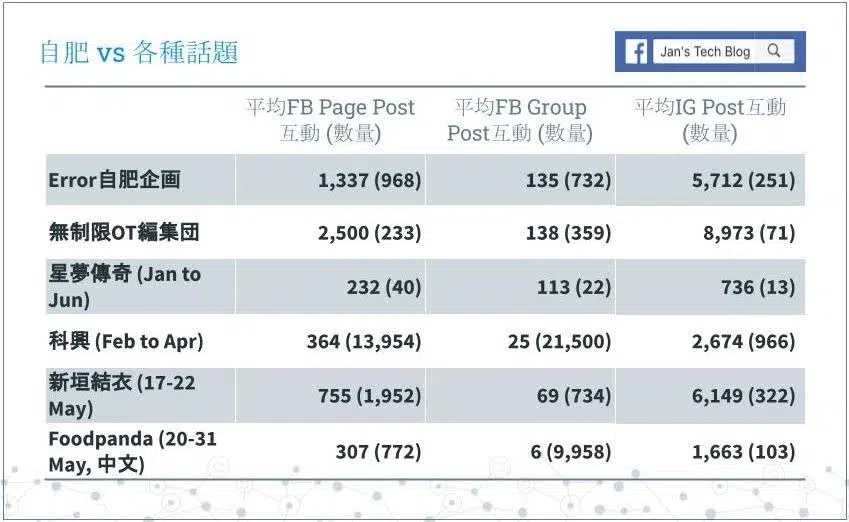 自肥 vs 各種話題
Jan's Tech Blog
平均FB Page Post
互動 (數量)
平均FB Group
Post互動 (數量)
平均IG Post互動
(數量)
Error自肥企画
1,337 (968)
135 (732)
5,712 (251)
無制限OT編集団
2,500 (233)
138 (359)
8,973 (71)
星夢傳奇 (Jan to
Jun)
232 (40)
113 (22)
736 (13)
科興 (Feb to Apr)
364 (13,954)
25 (21,500)
2,674 (966)
新垣結衣 (17-22
May)
755 (1,952)
69 (734)
6,149 (322)
Foodpanda (20-31
May, 中文)
307 (772)
6 (9,958)
1,663 (103)